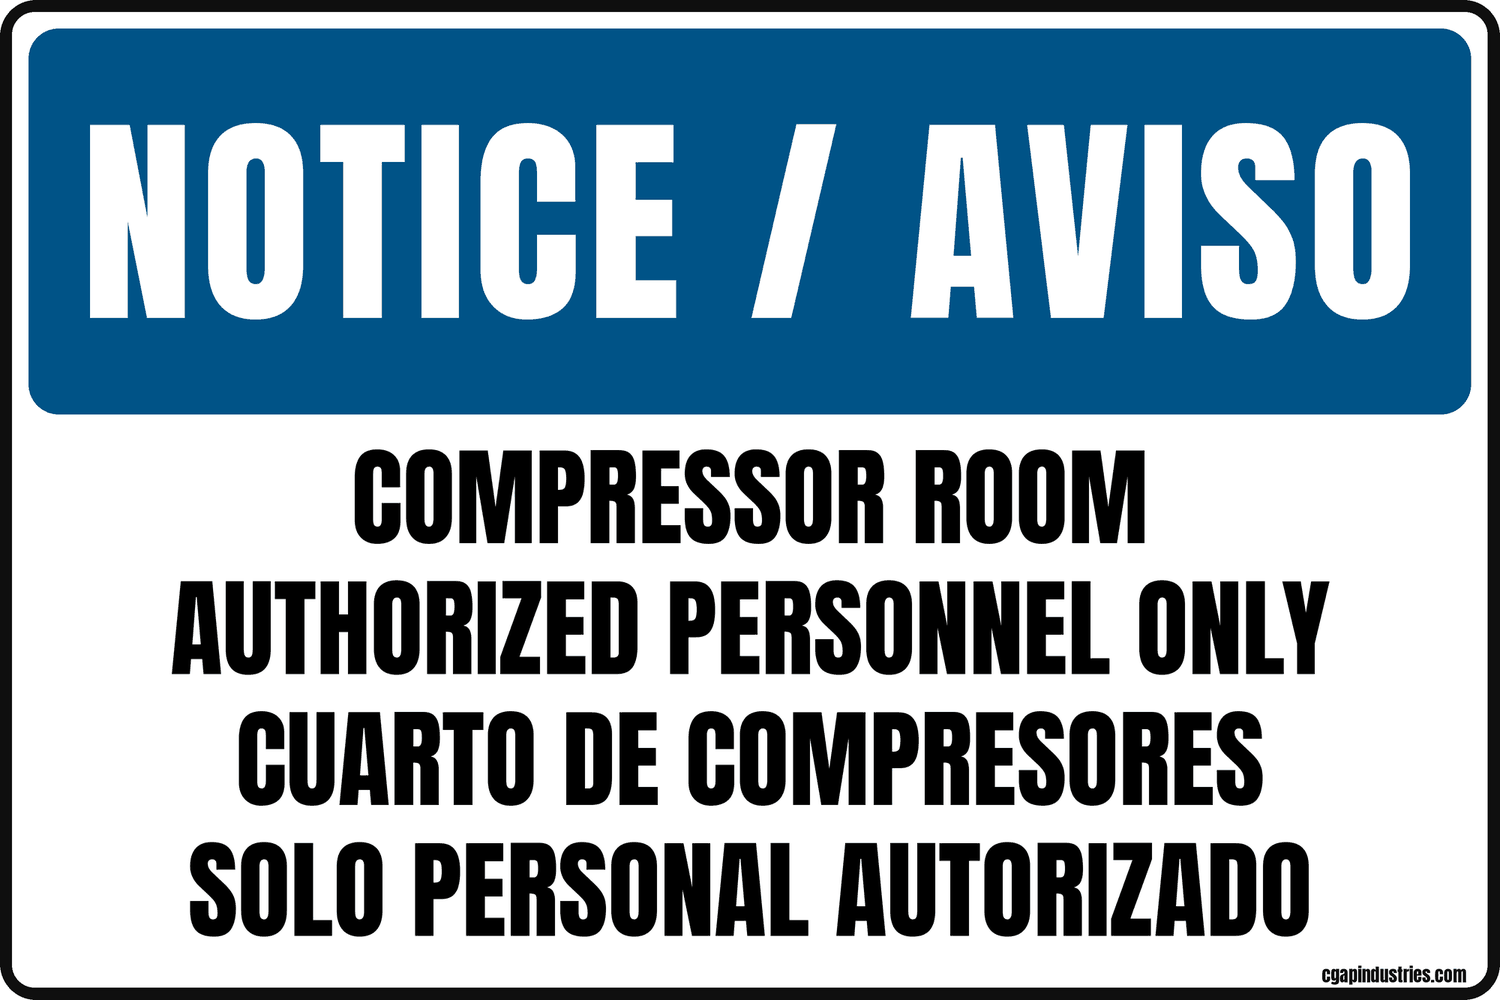 NOTICE / AVISO
COMPRESSOR ROOM
AUTHORIZED PERSONNEL ONLY
CUARTO DE COMPRESORES
SOLO PERSONAL AUTORIZADO
cgapindustries.com